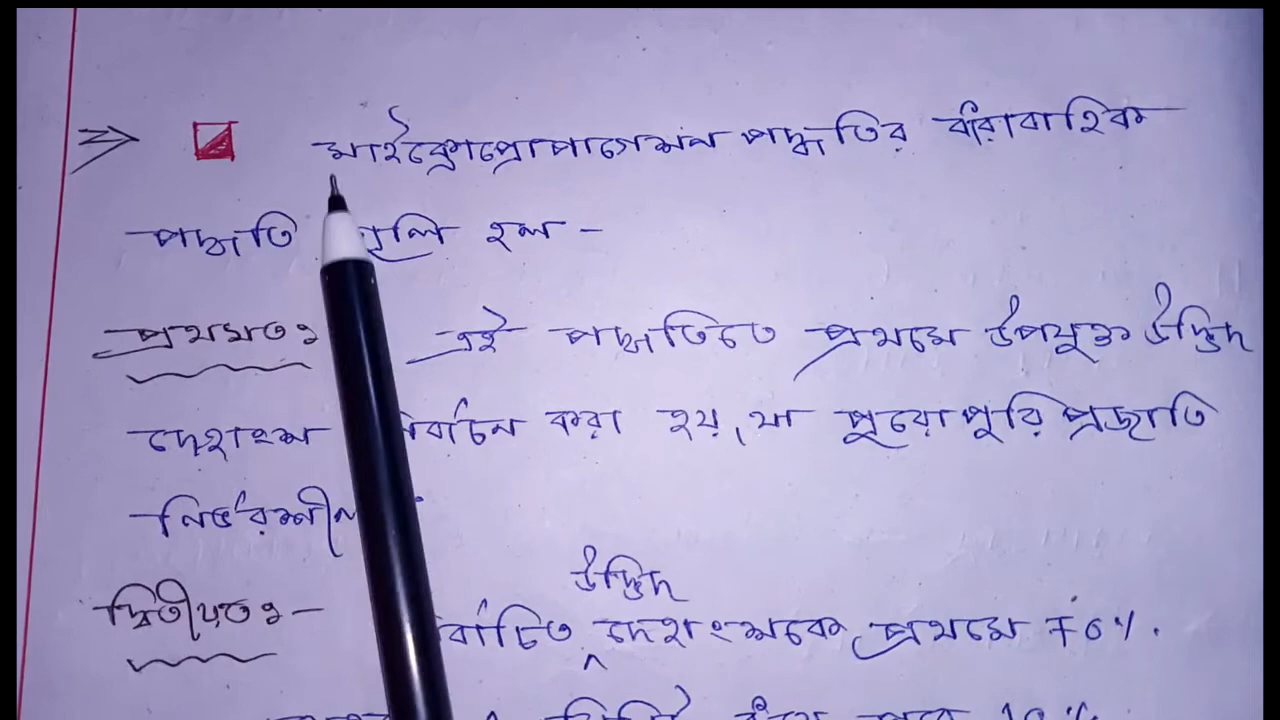 মাইক্রোপ্রোপাগেশন পদ্ধতির ধারাবাহিক
পদ্ধতি গুলি হল -
প্রথমতঃ এই পদ্ধতিতে প্রথমে উপযুক্ত উদ্ভিদ
দেহাংশ নির্বাচন করা হয়, যা পুরোপুরি প্রজাতি
নির্ভরশীল
উদ্ভিদ
দ্বিতীয়তঃ - নির্বাচিত দেহাংশকে, প্রথমে 70%.